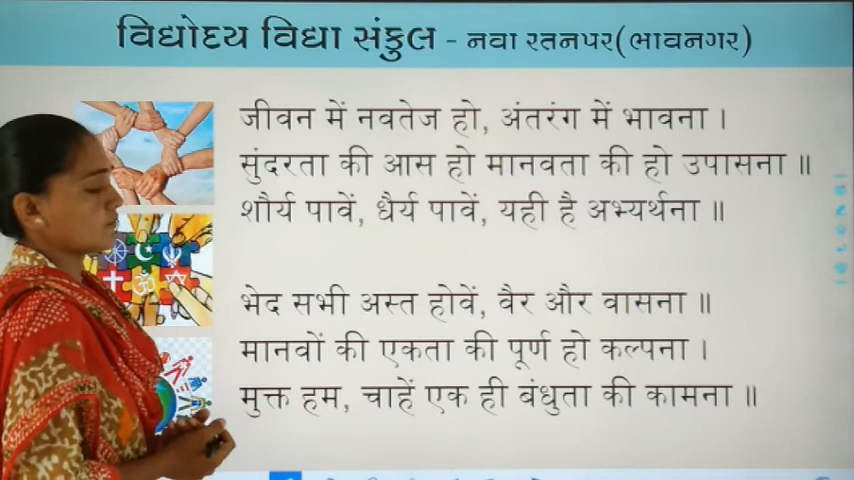 વિદ્યોદય વિદ્યા સંકુલ - નવા રતનપર(ભાવનગર)
जीवन में नवतेज हो, अंतरंग में भावना ।
सुंदरता की आस हो मानवता की हो उपासना ॥
शौर्य पावें, धैर्य पावें, यही है अभ्यर्थना ॥
भेद सभी अस्त होवें, वैर और वासना ॥
मानवों की एकता की पूर्ण हो कल्पना ।
मुक्त हम, चाहें एक ही बंधुता की कामना ॥